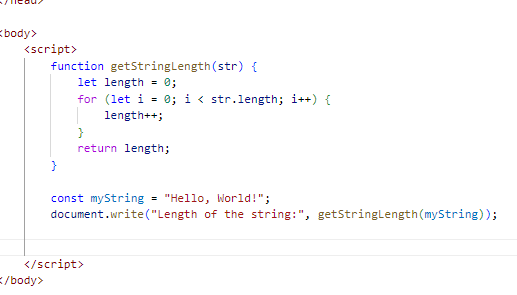 </head>
<body>
<script>
function getStringLength(str) {
let length = 0;
for (let i = 0; i < str.length; i++) {
length++;
}
return length;
}
const myString = "Hello, World!";
document.write("Length of the string:", getStringLength(myString));
</script>
</body>